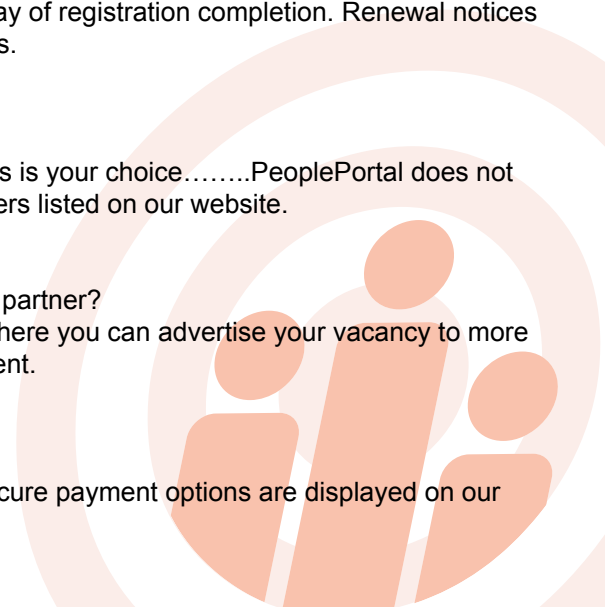 ay of registration completion. Renewal notices
s.
s is your choice……..PeoplePortal does not
ers listed on our website.
partner?
here you can advertise your vacancy to more
ent.
cure payment options are displayed on our